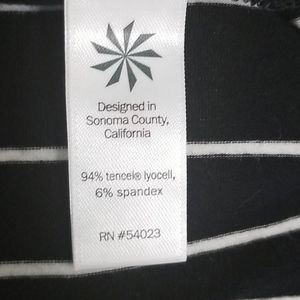 Designed in
Sonoma County,
California
94% tencel® lyocell,
6% spandex
RN #54023